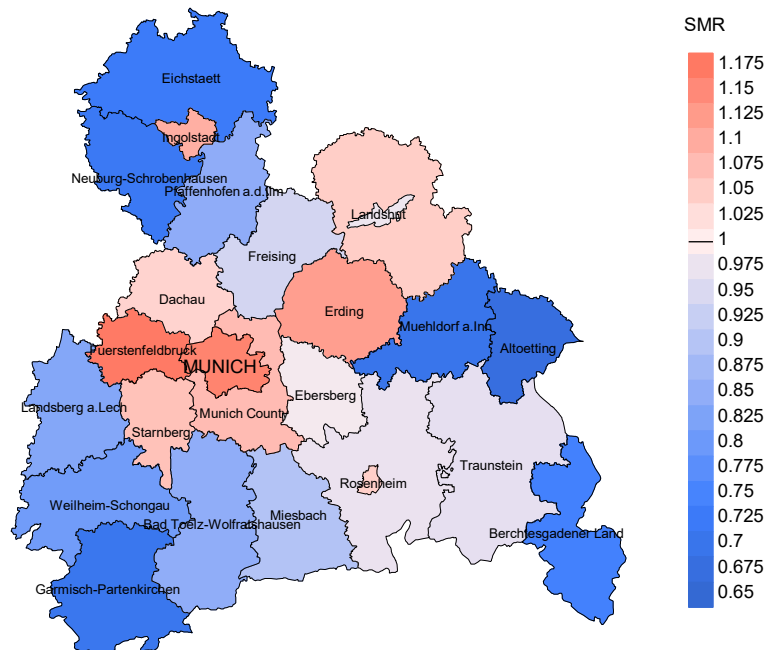 SMR
Eichstaett
Ingolstadt
Neuburg-Schrobenhausen
Pfaffenhofen a.d.Ilm
Landshut
Freising
Dachau
Erding
Muehldorf a.Inn
Altoetting
Fuerstenfeldbruck
MUNICH
Ebersberg
Landsberg a.Lech
Munich County
Starnberg
Traunstein
Rosenheim
Weilheim-Schongau
Miesbach
Bad Toelz-Wolfratshausen
Berchtesgadener Land
Garmisch-Partenkirchen
1.175
1.15
1.125
1.1
1.075
1.05
1.025
1
0.975
0.95
0.925
0.9
0.875
0.85
0.825
0.8
0.775
0.75
0.725
0.7
0.675
0.65